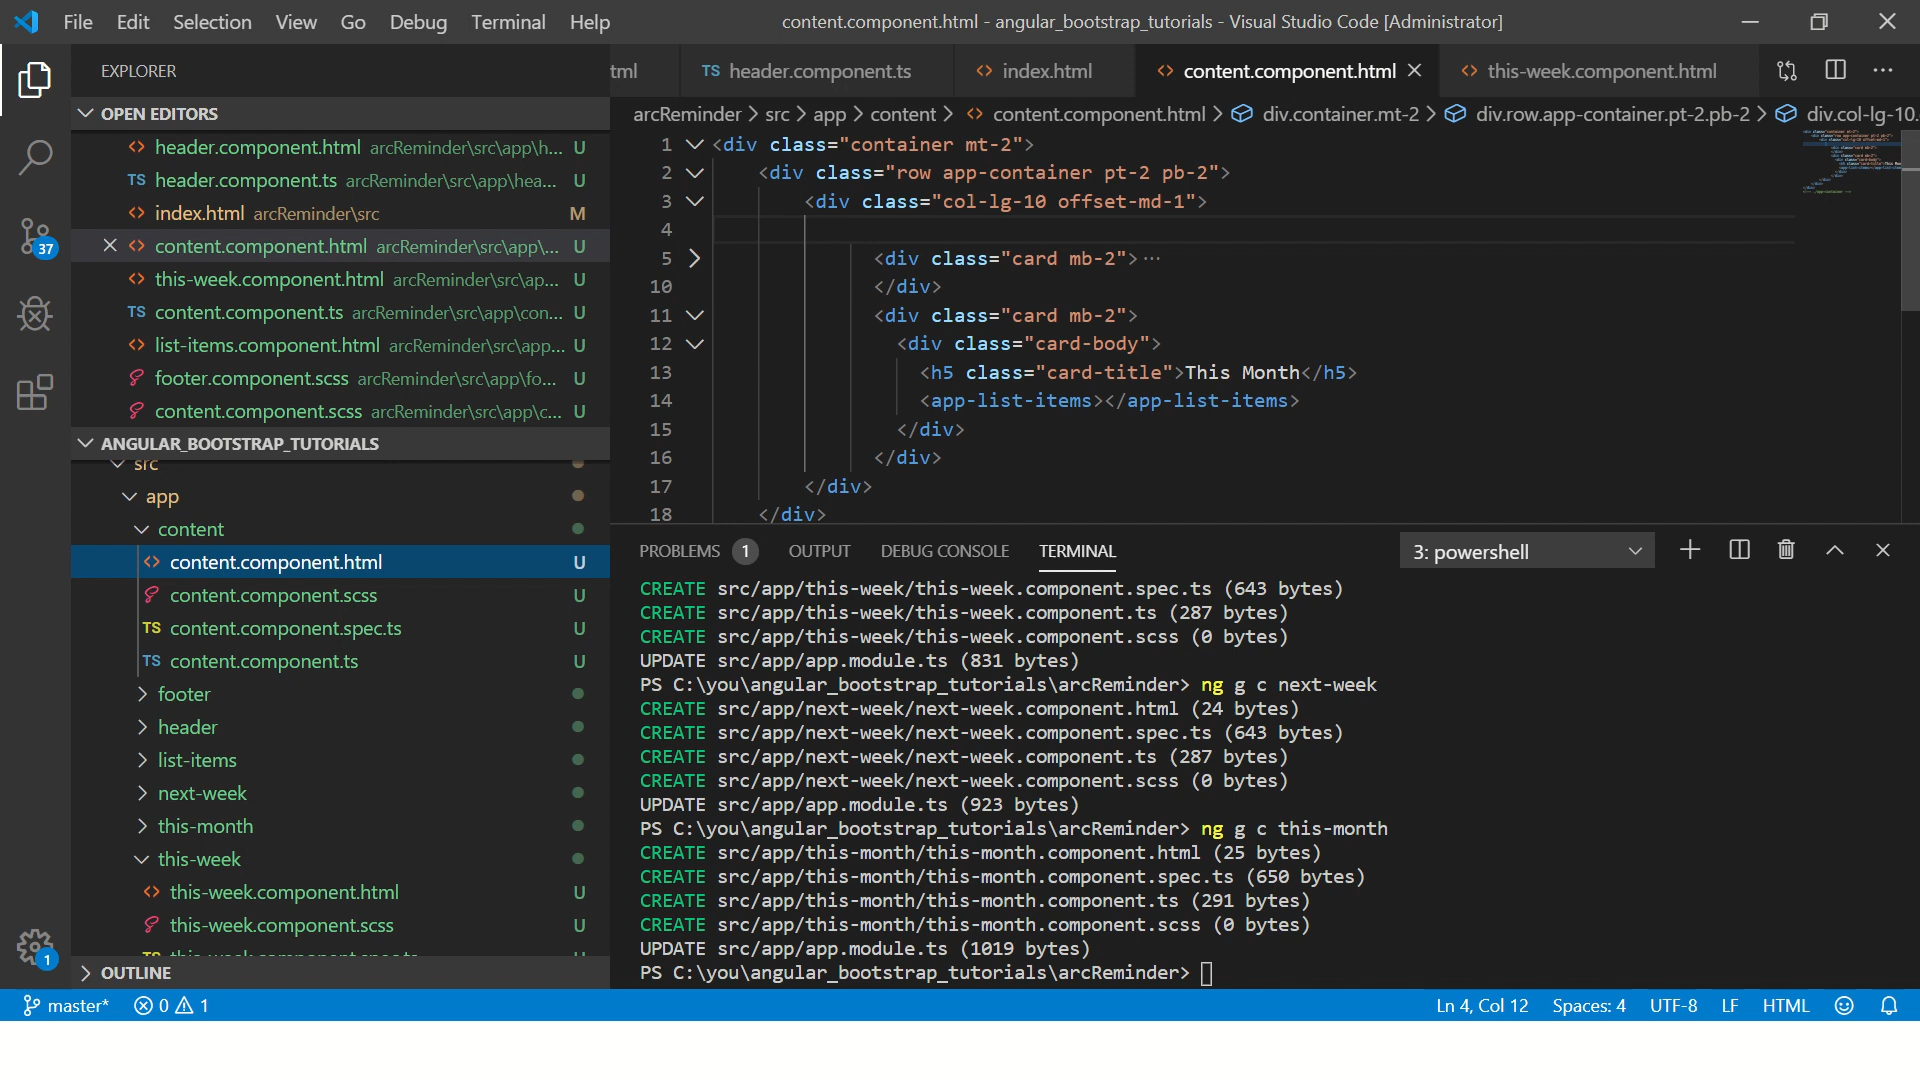 File Edit Selection View Go Debug Terminal Help
content.component.html - angular_bootstrap_tutorials - Visual Studio Code [Administrator]
EXPLORER
OPEN EDITORS
header.component.html arcReminder\src\app\h... U
TS header.component.ts arcReminder\src\app\hea... U
index.html arcReminder\src M
content.component.html arcReminder\src\app\... U
this-week.component.html arcReminder\src\ap... U
TS content.component.ts arcReminder\src\app\con... U
list-items.component.html arcReminder\src\app... U
footer.component.scss arcReminder\src\app\fo... U
content.component.scss arcReminder\src\app\c... U
ANGULAR_BOOTSTRAP_TUTORIALS
src
app
content
content.component.html U
content.component.scss U
TS content.component.spec.ts U
TS content.component.ts U
footer
header
list-items
next-week
this-month
this-week
this-week.component.html U
this-week.component.scss U
OUTLINE
37
1
tml
TS header.component.ts
index.html
content.component.html
this-week.component.html
arcReminder > src > app > content > content.component.html > div.container.mt-2 > div.row.app-container.pt-2.pb-2 > div.col-lg-10.
1 <div class="container mt-2">
2 <div class="row app-container pt-2 pb-2">
3 <div class="col-lg-10 offset-md-1">
4
5 <div class="card mb-2">...
10 </div>
11 <div class="card mb-2">
12 <div class="card-body">
13 <h5 class="card-title">This Month</h5>
14 <app-list-items></app-list-items>
15 </div>
16 </div>
17 </div>
18 </div>
PROBLEMS 1 OUTPUT DEBUG CONSOLE TERMINAL
3: powershell
CREATE src/app/this-week/this-week.component.spec.ts (643 bytes)
CREATE src/app/this-week/this-week.component.ts (287 bytes)
CREATE src/app/this-week/this-week.component.scss (0 bytes)
UPDATE src/app/app.module.ts (831 bytes)
PS C:\you\angular_bootstrap_tutorials\arcReminder> ng g c next-week
CREATE src/app/next-week/next-week.component.html (24 bytes)
CREATE src/app/next-week/next-week.component.spec.ts (643 bytes)
CREATE src/app/next-week/next-week.component.ts (287 bytes)
CREATE src/app/next-week/next-week.component.scss (0 bytes)
UPDATE src/app/app.module.ts (923 bytes)
PS C:\you\angular_bootstrap_tutorials\arcReminder> ng g c this-month
CREATE src/app/this-month/this-month.component.html (25 bytes)
CREATE src/app/this-month/this-month.component.spec.ts (650 bytes)
CREATE src/app/this-month/this-month.component.ts (291 bytes)
CREATE src/app/this-month/this-month.component.scss (0 bytes)
UPDATE src/app/app.module.ts (1019 bytes)
PS C:\you\angular_bootstrap_tutorials\arcReminder>
master* 0 1
Ln 4, Col 12 Spaces: 4 UTF-8 LF HTML